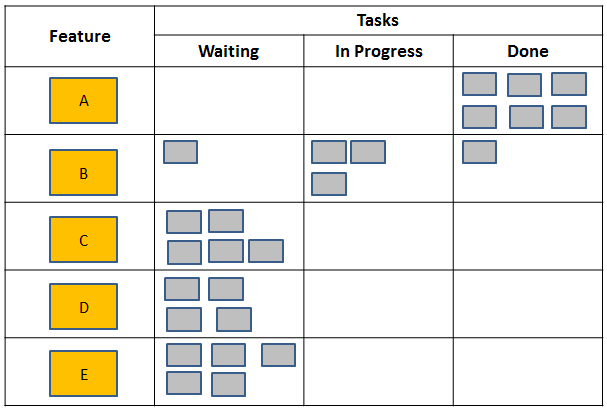 Feature
Tasks
Waiting
In Progress
Done
A
B
C
D
E